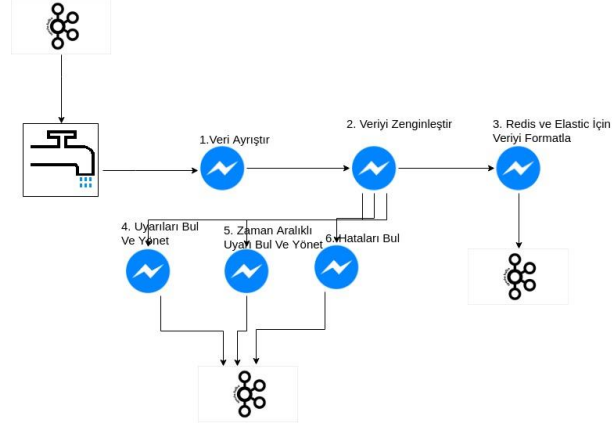 1.Veri Ayrıştır
2. Veriyi Zenginleştir
3. Redis ve Elastic İçin
Veriyi Formatla
4. Uyarıları Bul
Ve Yönet
5. Zaman Aralıklı
Uyarı Bul Ve Yönet
6. Hataları Bul